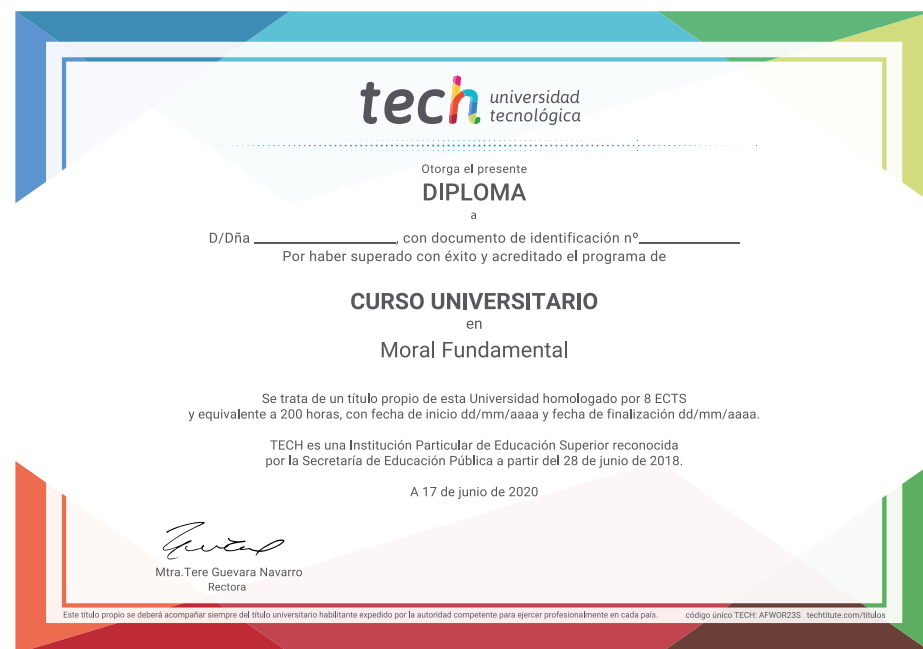 tech universidad
tecnológica
Otorga el presente
DIPLOMA
a
D/Dña ________________, con documento de identificación nº____________
Por haber superado con éxito y acreditado el programa de
CURSO UNIVERSITARIO
en
Moral Fundamental
Se trata de un título propio de esta Universidad homologado por 8 ECTS
y equivalente a 200 horas, con fecha de inicio dd/mm/aaaa y fecha de finalización dd/mm/aaaa.
TECH es una Institución Particular de Educación Superior reconocida
por la Secretaría de Educación Pública a partir del 28 de junio de 2018.
A 17 de junio de 2020
Mtra.Tere Guevara Navarro
Rectora
Este título propio se deberá acompañar siempre del título universitario habilitante expedido por la autoridad competente para ejercer profesionalmente en cada país. código único TECH: AFWOR23S techtitute.com/titulos